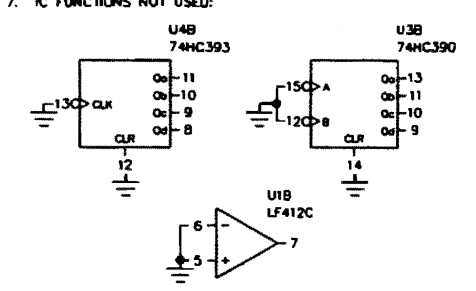 7. IC FUNCTIONS NOT USED:
U4B
74HC393
13 CLK
Qa 11
Qb 10
Qc 9
Qd 8
CLR
12
U3B
74HC390
15 A
12 B
Qa 13
Qb 11
Qc 10
Qd 9
CLR
14
U1B
LF412C
6 -
5 +
7